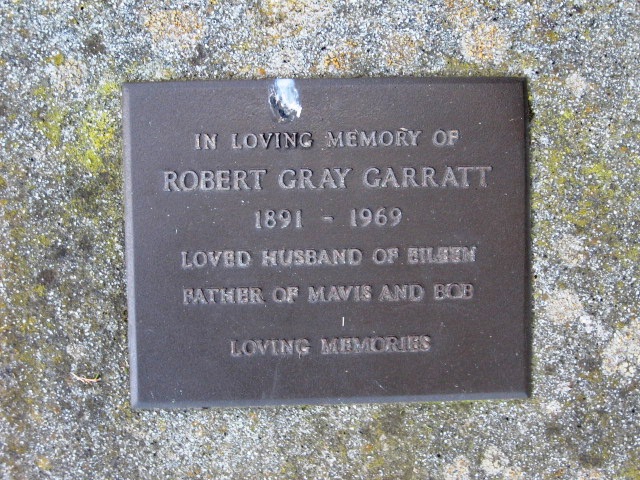 IN LOVING MEMORY OF
ROBERT GRAY GARRATT
1891 - 1969
LOVED HUSBAND OF EILEEN
FATHER OF MAVIS AND BOB
LOVING MEMORIES